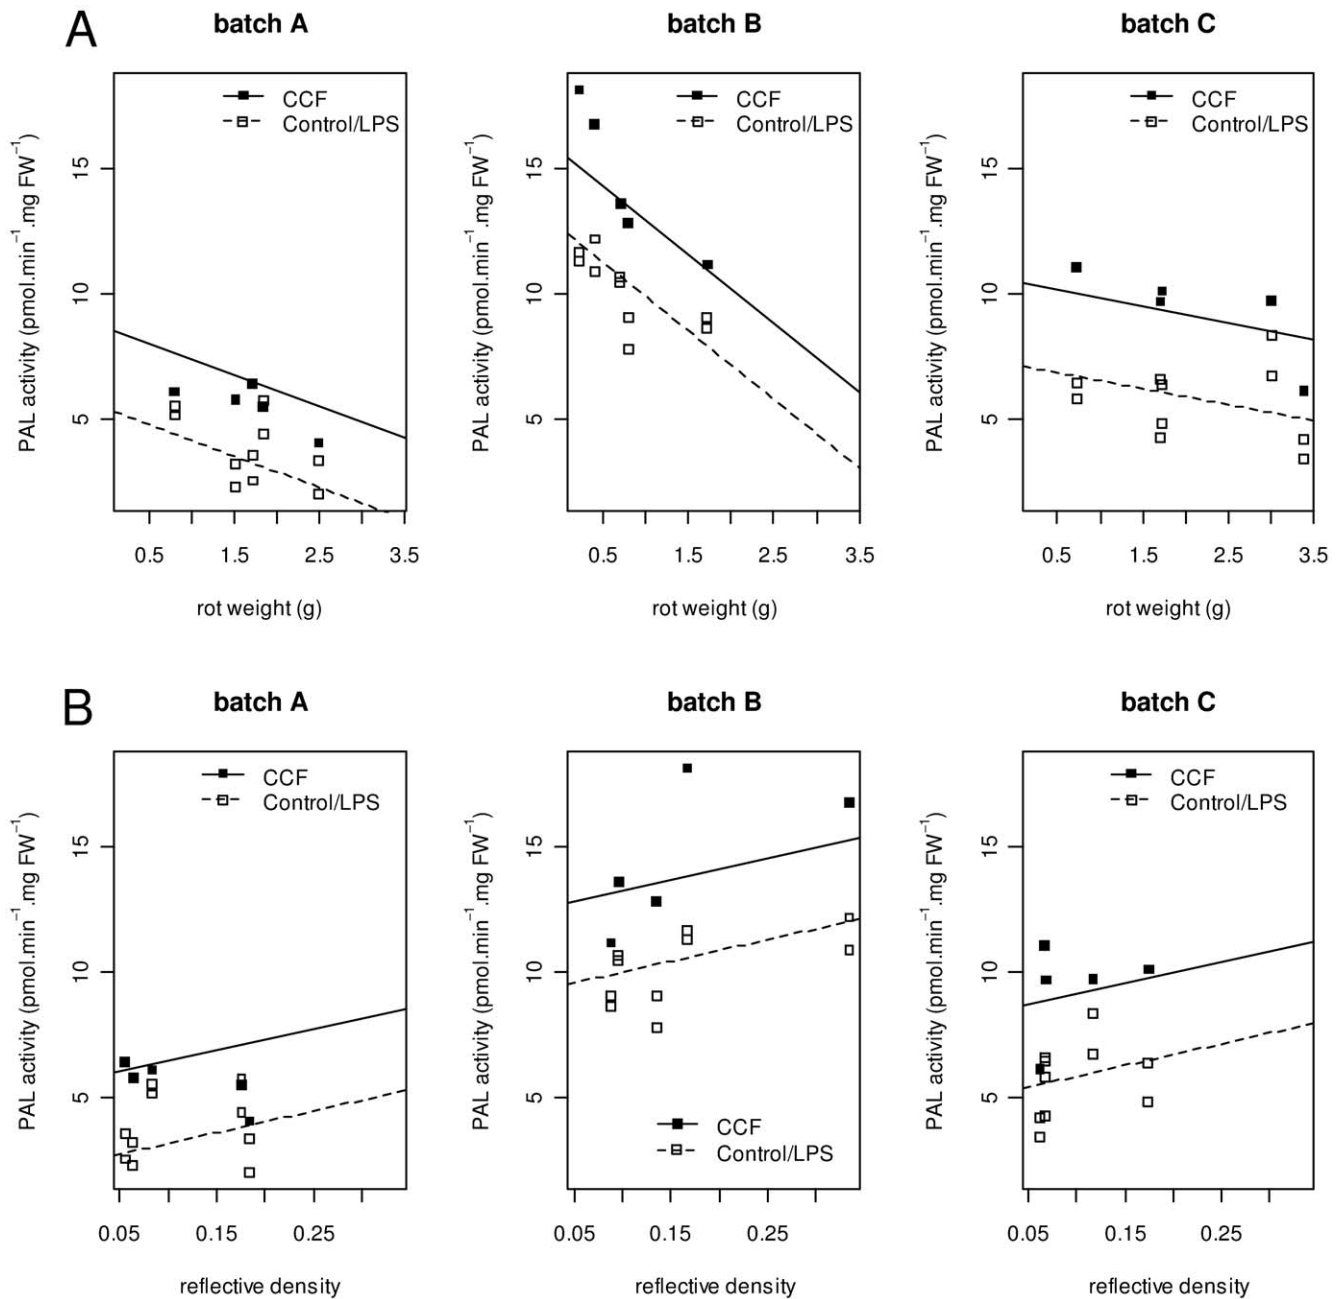 A
batch A
batch B
batch C
CCF
Control/LPS
CCF
Control/LPS
CCF
Control/LPS
PAL activity (pmol.min⁻¹.mg FW⁻¹)
PAL activity (pmol.min⁻¹.mg FW⁻¹)
PAL activity (pmol.min⁻¹.mg FW⁻¹)
15
10
5
15
10
5
15
10
5
0.5 1.5 2.5 3.5
0.5 1.5 2.5 3.5
0.5 1.5 2.5 3.5
rot weight (g)
rot weight (g)
rot weight (g)
B
batch A
batch B
batch C
CCF
Control/LPS
CCF
Control/LPS
CCF
Control/LPS
PAL activity (pmol.min⁻¹.mg FW⁻¹)
PAL activity (pmol.min⁻¹.mg FW⁻¹)
PAL activity (pmol.min⁻¹.mg FW⁻¹)
15
10
5
15
10
5
15
10
5
0.05 0.15 0.25
0.05 0.15 0.25
0.05 0.15 0.25
reflective density
reflective density
reflective density